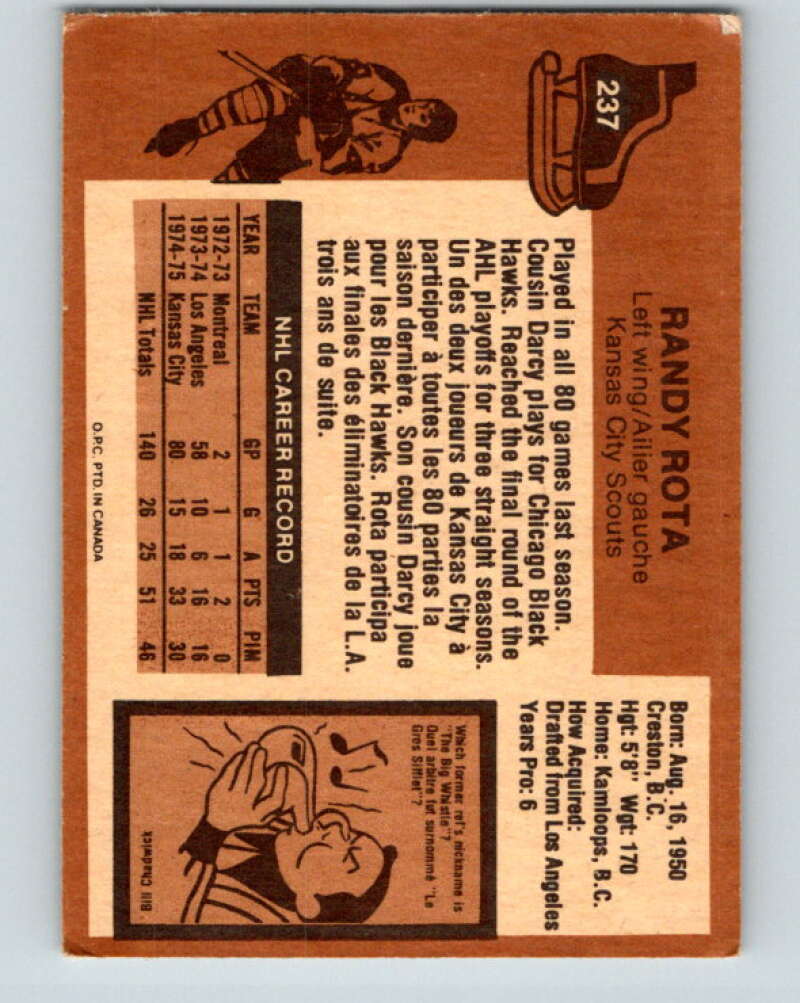 237
RANDY ROTA
Left wing/Ailier gauche
Kansas City Scouts
Born: Aug. 16, 1950
Creston, B.C.
Hgt: 5'8" Wgt: 170
Home: Kamloops, B.C.
How Acquired:
Drafted from Los Angeles
Years Pro: 6
Played in all 80 games last season.
Cousin Darcy plays for Chicago Black
Hawks. Reached the final round of the
AHL playoffs for three straight seasons.
Un des deux joueurs de Kansas City à
participer à toutes les 80 parties la
saison dernière. Son cousin Darcy joue
pour les Black Hawks. Rota participa
aux finales des éliminatoires de la L.A.
trois ans de suite.
NHL CAREER RECORD
YEAR TEAM GP G A PTS PIM
1972-73 Montreal 2 1 1 2 0
1973-74 Los Angeles 58 10 6 16 16
1974-75 Kansas City 80 15 18 33 30
NHL Totals 140 26 25 51 46
Which former ref's nickname is
"The Big Whistle"?
Quel arbitre fut surnommé "Le
Gros Sifflet"?
Bill Chadwick
O.P.C. PTD. IN CANADA